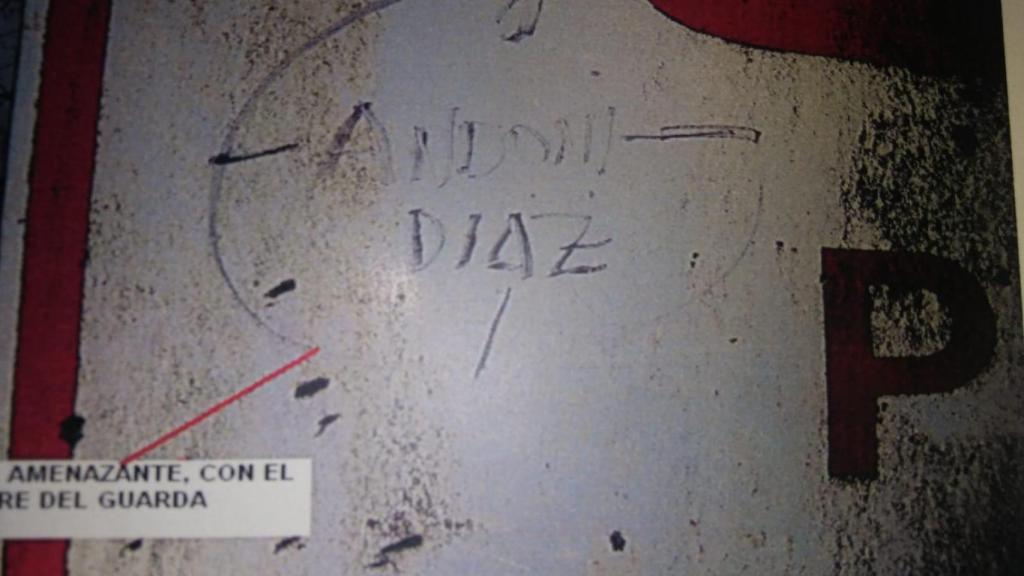 ANDONI
DIAZ
P
AMENAZANTE, CON EL
RE DEL GUARDA